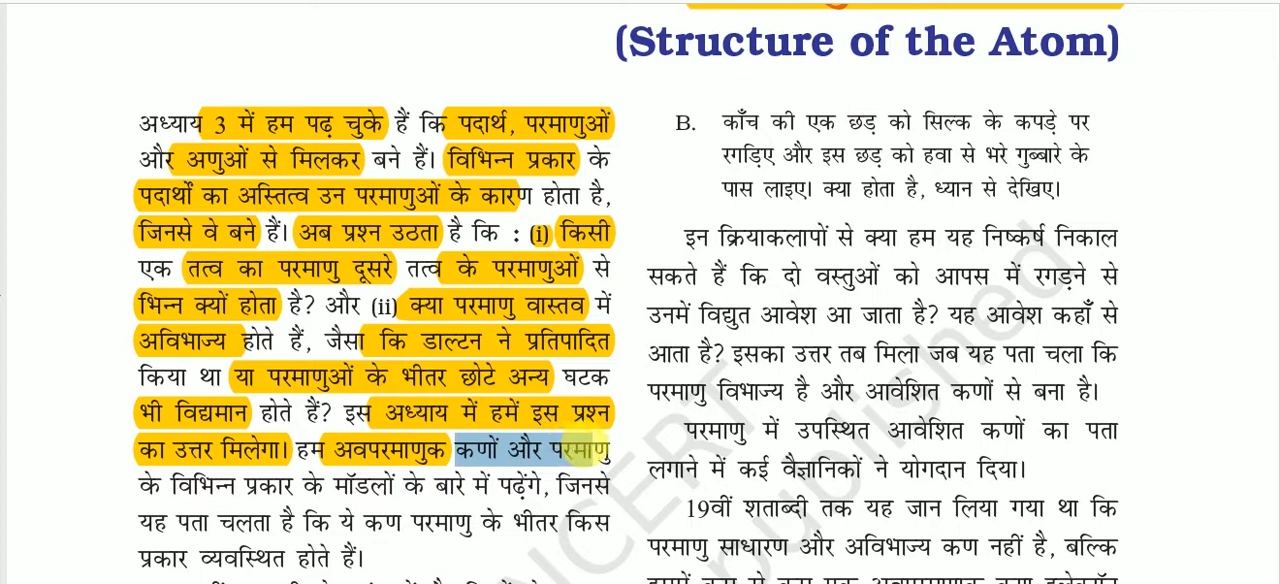 (Structure of the Atom)
अध्याय 3 में हम पढ़ चुके हैं कि पदार्थ, परमाणुओं
और अणुओं से मिलकर बने हैं। विभिन्न प्रकार के
पदार्थों का अस्तित्व उन परमाणुओं के कारण होता है,
जिनसे वे बने हैं। अब प्रश्न उठता है कि : (i) किसी
एक तत्व का परमाणु दूसरे तत्व के परमाणुओं से
भिन्न क्यों होता है? और (ii) क्या परमाणु वास्तव में
अविभाज्य होते हैं, जैसा कि डाल्टन ने प्रतिपादित
किया था या परमाणुओं के भीतर छोटे अन्य घटक
भी विद्यमान होते हैं? इस अध्याय में हमें इस प्रश्न
का उत्तर मिलेगा। हम अवपरमाणुक कणों और परमाणु
के विभिन्न प्रकार के मॉडलों के बारे में पढ़ेंगे, जिनसे
यह पता चलता है कि ये कण परमाणु के भीतर किस
प्रकार व्यवस्थित होते हैं।
B. काँच की एक छड़ को सिल्क के कपड़े पर
रगड़िए और इस छड़ को हवा से भरे गुब्बारे के
पास लाइए। क्या होता है, ध्यान से देखिए।
इन क्रियाकलापों से क्या हम यह निष्कर्ष निकाल
सकते हैं कि दो वस्तुओं को आपस में रगड़ने से
उनमें विद्युत आवेश आ जाता है? यह आवेश कहाँ से
आता है? इसका उत्तर तब मिला जब यह पता चला कि
परमाणु विभाज्य है और आवेशित कणों से बना है।
परमाणु में उपस्थित आवेशित कणों का पता
लगाने में कई वैज्ञानिकों ने योगदान दिया।
19वीं शताब्दी तक यह जान लिया गया था कि
परमाणु साधारण और अविभाज्य कण नहीं है, बल्कि
NCERT
published